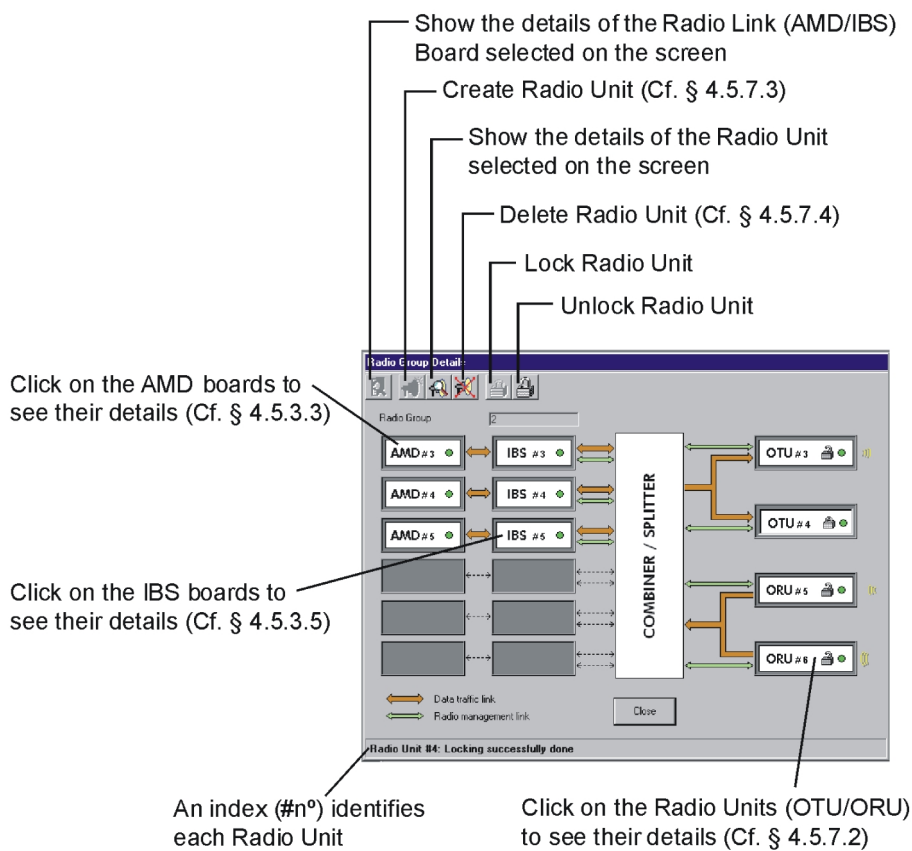 Show the details of the Radio Link (AMD/IBS)
Board selected on the screen
Create Radio Unit (Cf. § 4.5.7.3)
Show the details of the Radio Unit
selected on the screen
Delete Radio Unit (Cf. § 4.5.7.4)
Lock Radio Unit
Unlock Radio Unit
Radio Group Details
Click on the AMD boards to
see their details (Cf. § 4.5.3.3)
Radio Group 2
AMD #3 IBS #3 OTU #3
AMD #4 IBS #4 OTU #4
AMD #5 IBS #5 ORU #5
ORU #6
COMBINER / SPLITTER
Click on the IBS boards to
see their details (Cf. § 4.5.3.5)
Data traffic link
Radio management link
Close
Radio Unit #4: Locking successfully done
An index (#nº) identifies
each Radio Unit
Click on the Radio Units (OTU/ORU)
to see their details (Cf. § 4.5.7.2)